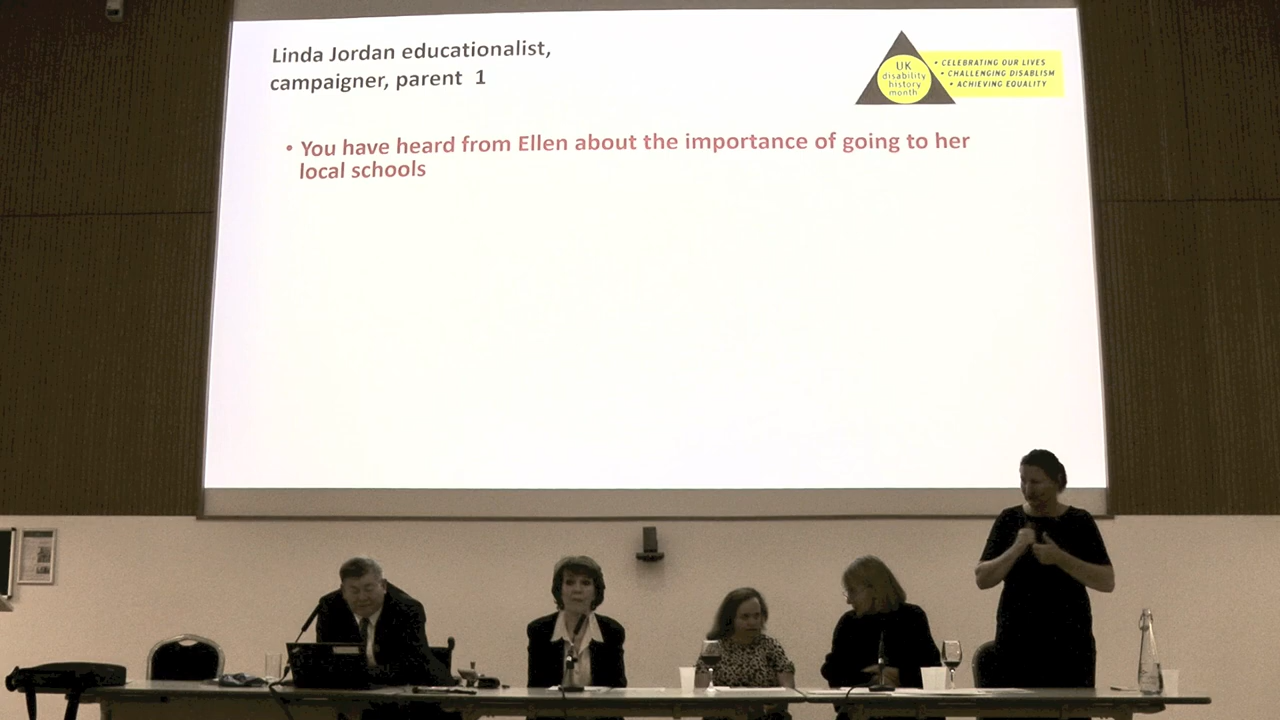 Linda Jordan educationalist,
campaigner, parent 1
UK
disability
history
month
• CELEBRATING OUR LIVES
• CHALLENGING DISABLISM
• ACHIEVING EQUALITY
• You have heard from Ellen about the importance of going to her
local schools